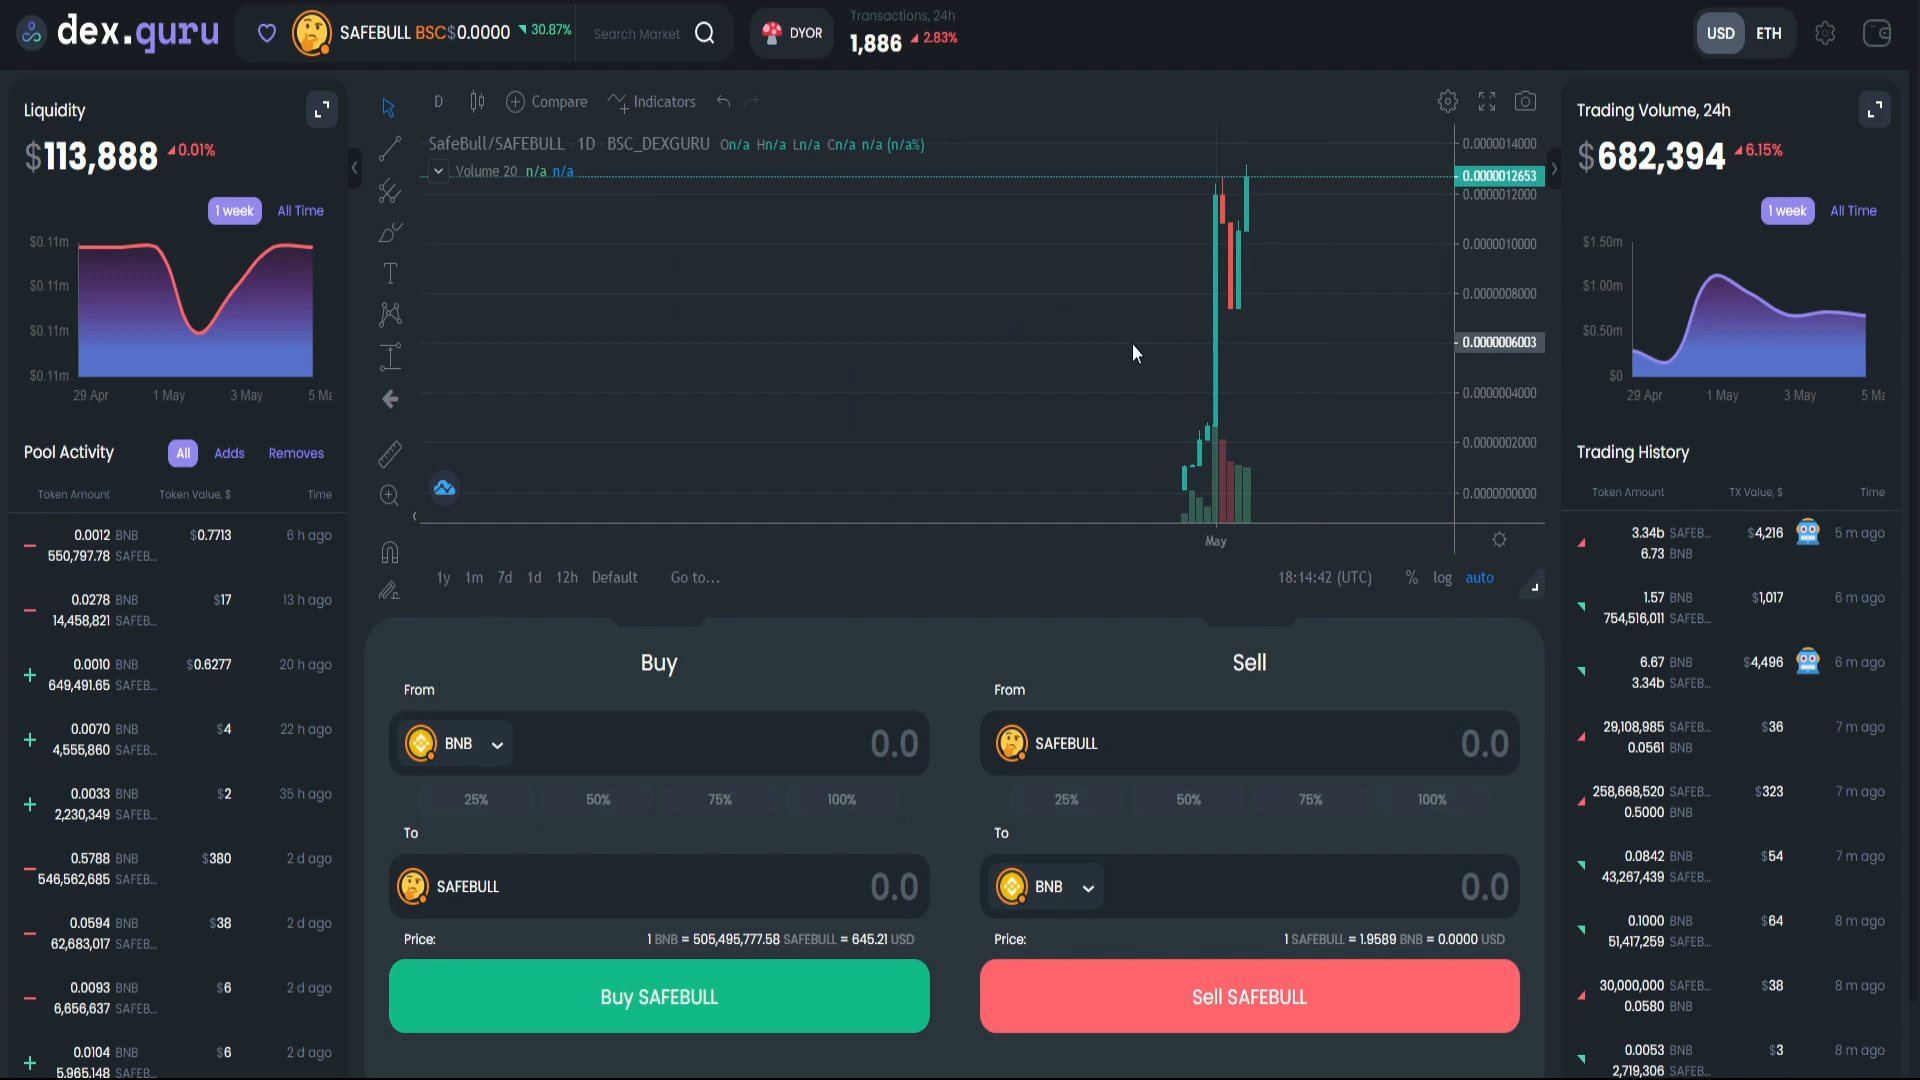 dex.guru SAFEBULL BSC $0.0000 30.87% Search Market DYOR Transactions, 24h USD ETH
1,886 2.83%
Liquidity
$113,888 0.01%
1 week All Time
$0.11m
$0.11m
$0.11m
$0.11m
29 Apr 1 May 3 May 5 Ma
Pool Activity All Adds Removes
Token Amount Token Value, $ Time
0.0012 BNB $0.7713 6 h ago
550,797.78 SAFEB...
0.0278 BNB $17 13 h ago
14,458,821 SAFEB...
0.0010 BNB $0.6277 20 h ago
649,491.65 SAFEB...
0.0070 BNB $4 22 h ago
4,555,860 SAFEB...
0.0033 BNB $2 35 h ago
2,230,349 SAFEB...
0.5788 BNB $380 2 d ago
546,562,685 SAFEB...
0.0594 BNB $38 2 d ago
62,683,017 SAFEB...
0.0093 BNB $6 2 d ago
6,656,637 SAFEB...
0.0104 BNB $6 2 d ago
5,965,148 SAFEB...
D Compare Indicators
SafeBull/SAFEBULL · 1D · BSC_DEXGURU On/a Hn/a Ln/a Cn/a n/a (n/a%)
Volume 20 n/a n/a
0.0000014000
0.0000012653
0.0000012000
0.0000010000
0.0000008000
0.0000006003
0.0000004000
0.0000002000
0.0000000000
May
1y 1m 7d 1d 12h Default Go to... 18:14:42 (UTC) % log auto
Buy
From
BNB 0.0
25% 50% 75% 100%
To
SAFEBULL 0.0
Price: 1 BNB = 505,495,777.58 SAFEBULL = 645.21 USD
Buy SAFEBULL
Sell
From
SAFEBULL 0.0
25% 50% 75% 100%
To
BNB 0.0
Price: 1 SAFEBULL = 1.9589 BNB = 0.0000 USD
Sell SAFEBULL
Trading Volume, 24h
$682,394 6.15%
1 week All Time
$1.50m
$1.00m
$0.50m
$0
29 Apr 1 May 3 May 5 Ma
Trading History
Token Amount TX Value, $ Time
3.34b SAFEB... $4,216 5 m ago
6.73 BNB
1.57 BNB $1,017 6 m ago
754,516,011 SAFEB...
6.67 BNB $4,496 6 m ago
3.34b SAFEB...
29,108,985 SAFEB... $36 7 m ago
0.0561 BNB
258,668,520 SAFEB... $323 7 m ago
0.5000 BNB
0.0842 BNB $54 7 m ago
43,267,439 SAFEB...
0.1000 BNB $64 8 m ago
51,417,259 SAFEB...
30,000,000 SAFEB... $38 8 m ago
0.0580 BNB
0.0053 BNB $3 8 m ago
2,719,306 SAFEB...